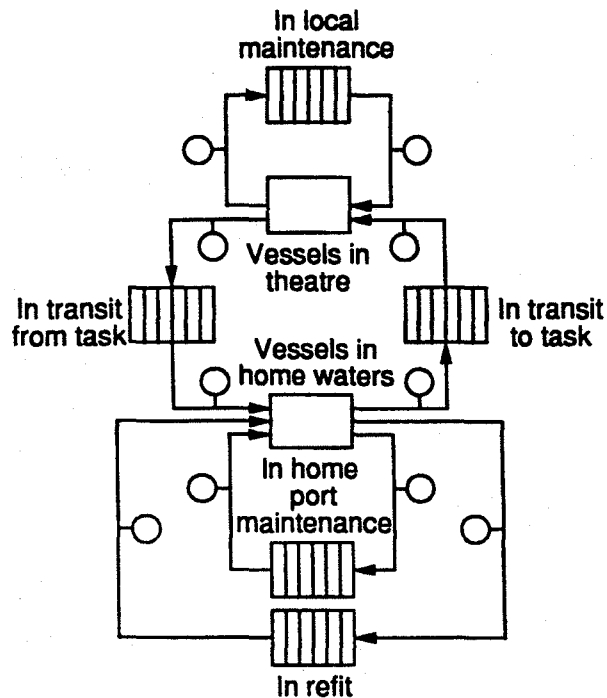 In local
maintenance
Vessels in
theatre
In transit
from task
In transit
to task
Vessels in
home waters
In home
port
maintenance
In refit